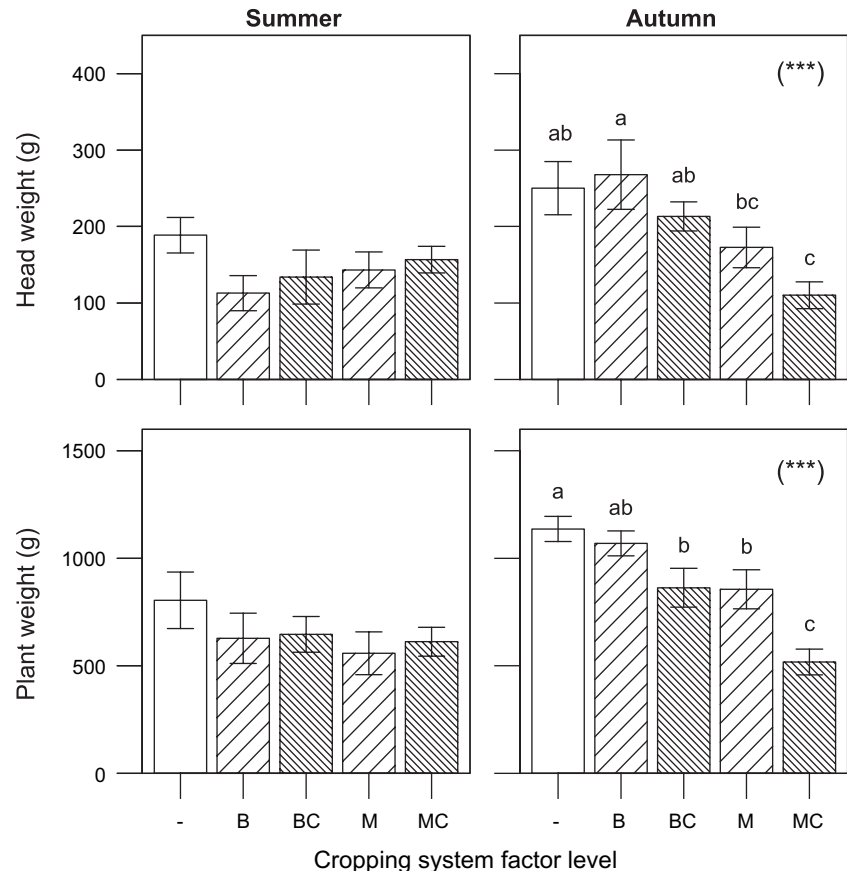 Summer Autumn
Head weight (g)
400
300
200
100
0
(***)
ab
a
ab
bc
c
Plant weight (g)
1500
1000
500
0
(***)
a
ab
b
b
c
- B BC M MC
- B BC M MC
Cropping system factor level